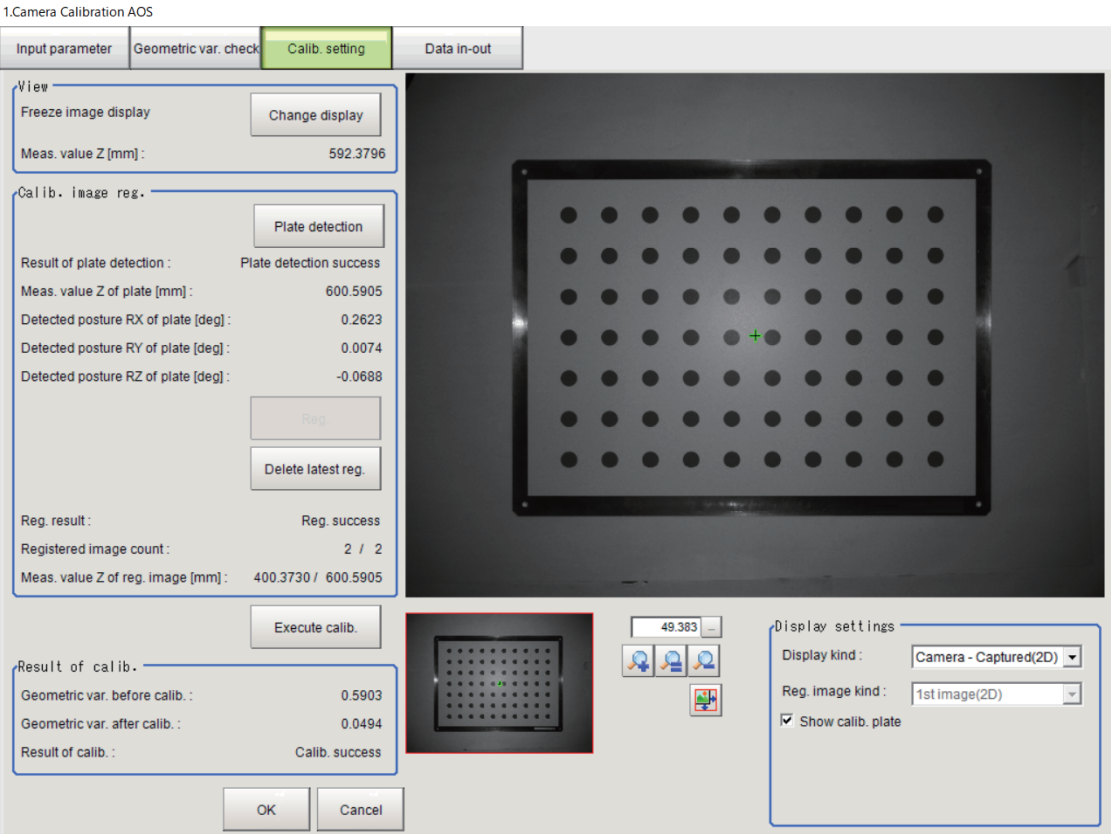 1.Camera Calibration AOS
Input parameter
Geometric var. check
Calib. setting
Data in-out
View
Freeze image display
Change display
Meas. value Z [mm] :
592.3796
Calib. image reg.
Plate detection
Result of plate detection :
Plate detection success
Meas. value Z of plate [mm] :
600.5905
Detected posture RX of plate [deg] :
0.2623
Detected posture RY of plate [deg] :
0.0074
Detected posture RZ of plate [deg] :
-0.0688
Reg.
Delete latest reg.
Reg. result :
Reg. success
Registered image count :
2 / 2
Meas. value Z of reg. image [mm] :
400.3730 / 600.5905
Execute calib.
Result of calib.
Geometric var. before calib. :
0.5903
Geometric var. after calib. :
0.0494
Result of calib. :
Calib. success
OK
Cancel
49.383
...
Display settings
Display kind :
Camera - Captured(2D)
Reg. image kind :
1st image(2D)
Show calib. plate